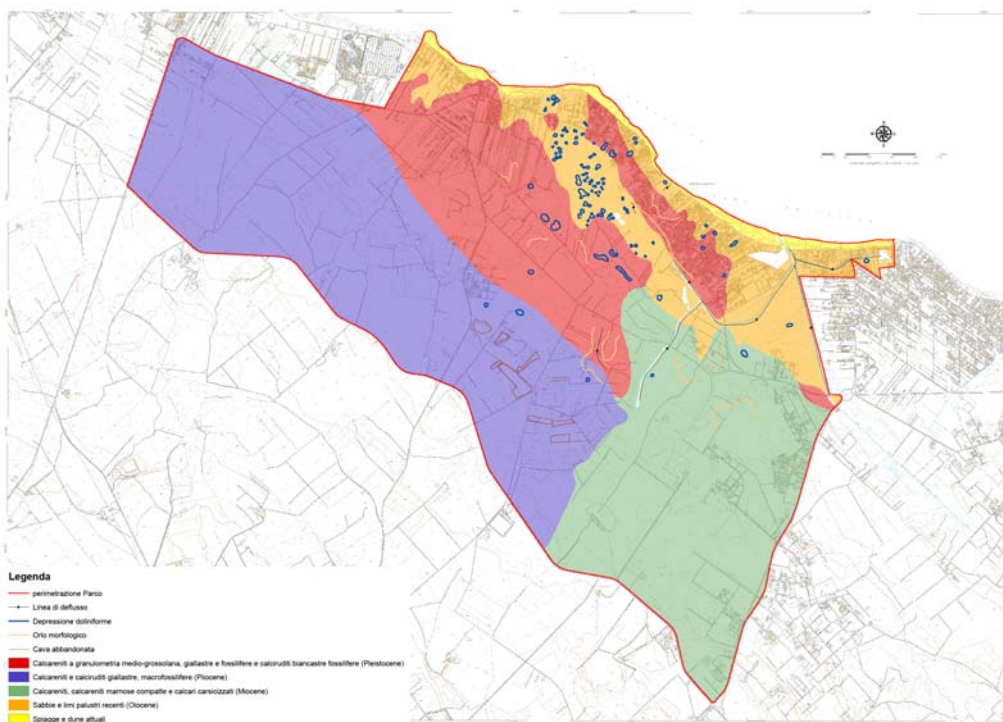 Legenda
perimetrazione Parco
Linea di deflusso
Depressione doliniforme
Orlo morfologico
Cava abbandonata
Calcareniti a granulometria medio-grossolana, giallastre e fossilifere e calciruditi biancastre fossilifere (Pleistocene)
Calcareniti e calciruditi giallastre, macrofossilifere (Pliocene)
Calcareniti, calcareniti marnose compatte e calcari carsicizzati (Miocene)
Sabbie e limi palustri recenti (Olocene)
Spiagge e dune attuali